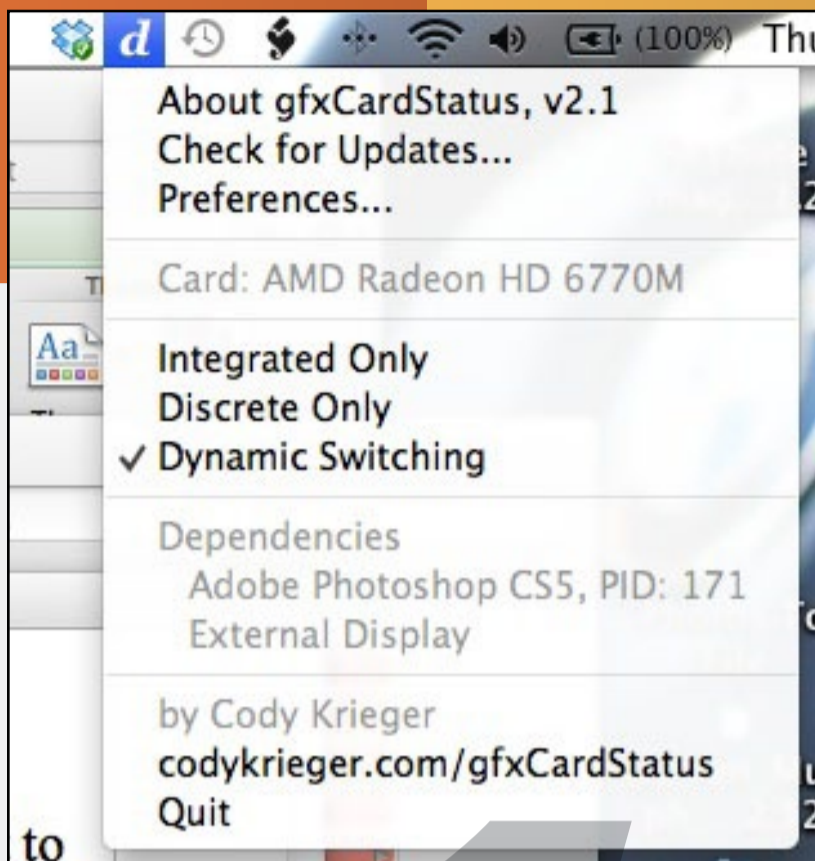 d (100%) Thu
About gfxCardStatus, v2.1
Check for Updates...
Preferences...
Card: AMD Radeon HD 6770M
Aa
Integrated Only
Discrete Only
✓ Dynamic Switching
Dependencies
Adobe Photoshop CS5, PID: 171
External Display
by Cody Krieger
codykrieger.com/gfxCardStatus
Quit
to